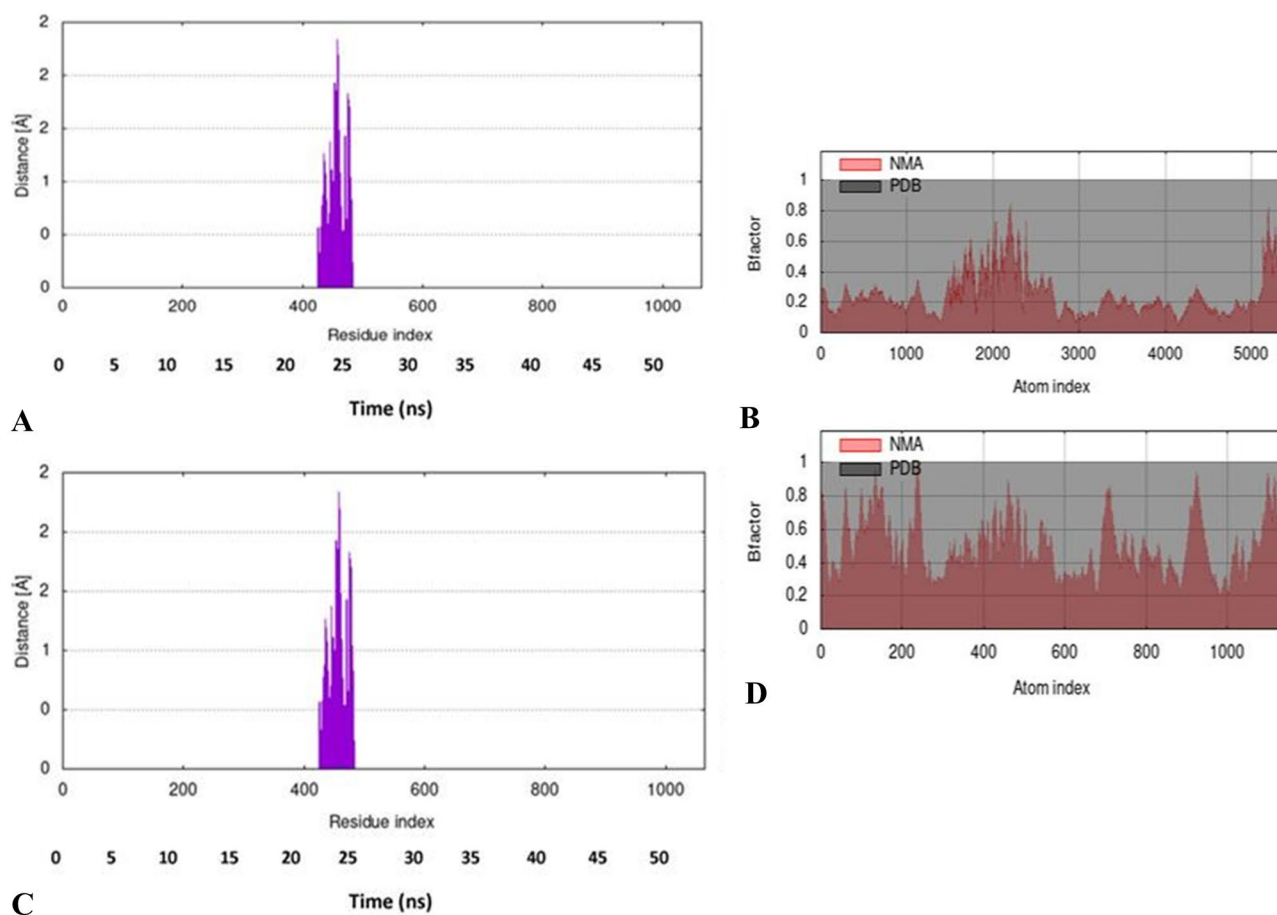 2
2
2
1
0
2
Distance [Å]
0 200 400 600 800 1000
Residue index
0 5 10 15 20 25 30 35 40 45 50
Time (ns)
A
NMA
PDB
1
0.8
0.6
0.4
0.2
0
Bfactor
0 1000 2000 3000 4000 5000
Atom index
B
2
2
2
1
0
0
Distance [Å]
0 200 400 600 800 1000
Residue index
0 5 10 15 20 25 30 35 40 45 50
Time (ns)
C
NMA
PDB
1
0.8
0.6
0.4
0.2
0
Bfactor
0 200 400 600 800 1000
Atom index
D